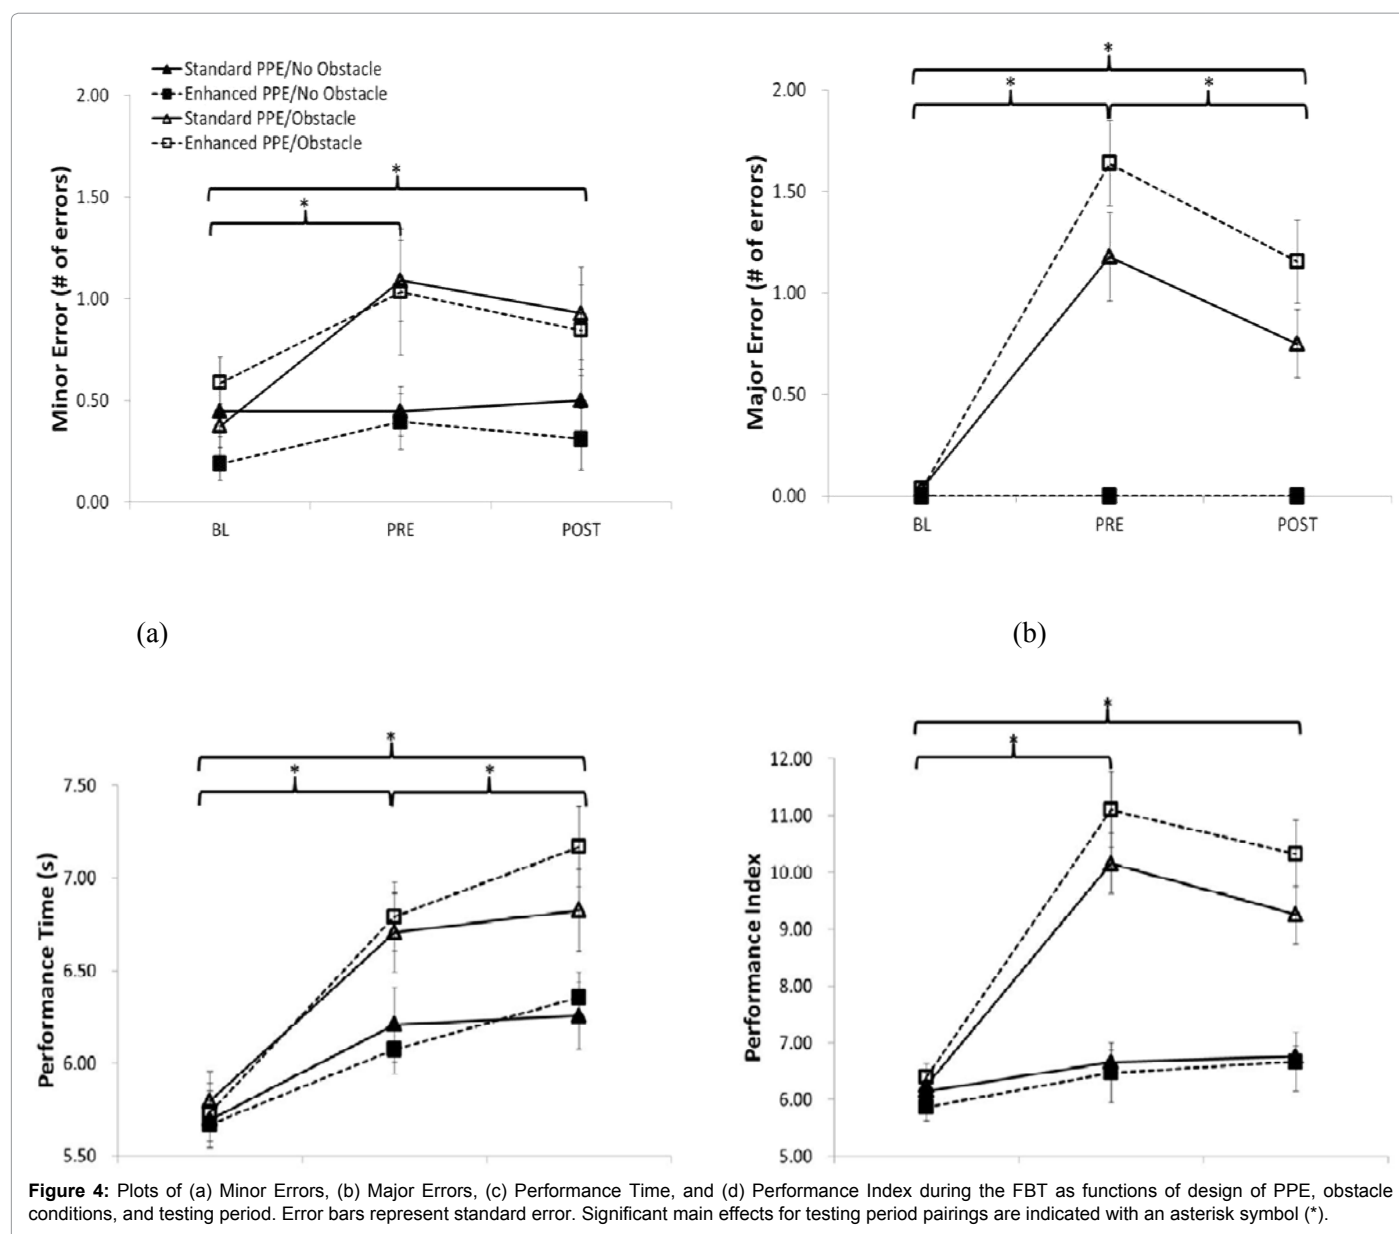 Standard PPE/No Obstacle
Enhanced PPE/No Obstacle
Standard PPE/Obstacle
Enhanced PPE/Obstacle
Minor Error (# of errors)
2.00
1.50
1.00
0.50
0.00
BL PRE POST
*
*
(a)
Major Error (# of errors)
2.00
1.50
1.00
0.50
0.00
BL PRE POST
*
* *
(b)
Performance Time (s)
7.50
7.00
6.50
6.00
5.50
*
* *
Performance Index
12.00
11.00
10.00
9.00
8.00
7.00
6.00
5.00
*
*
Figure 4: Plots of (a) Minor Errors, (b) Major Errors, (c) Performance Time, and (d) Performance Index during the FBT as functions of design of PPE, obstacle
conditions, and testing period. Error bars represent standard error. Significant main effects for testing period pairings are indicated with an asterisk symbol (*).